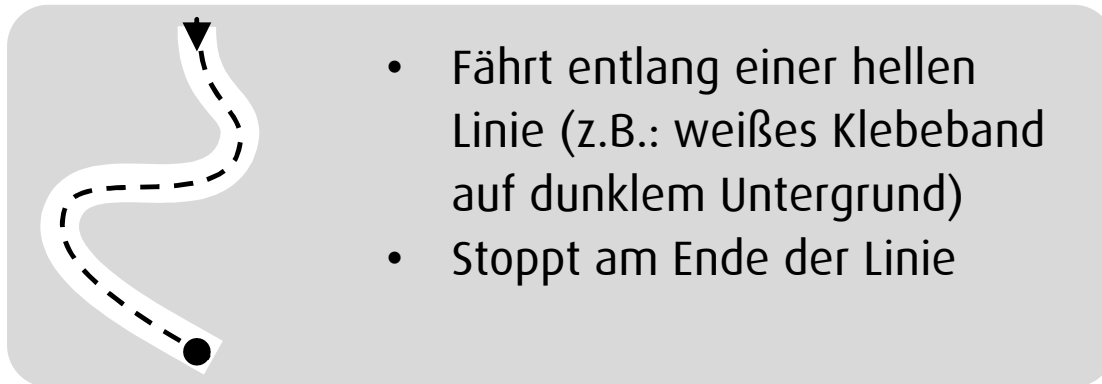 • Fährt entlang einer hellen
Linie (z.B.: weißes Klebeband
auf dunklem Untergrund)
• Stoppt am Ende der Linie